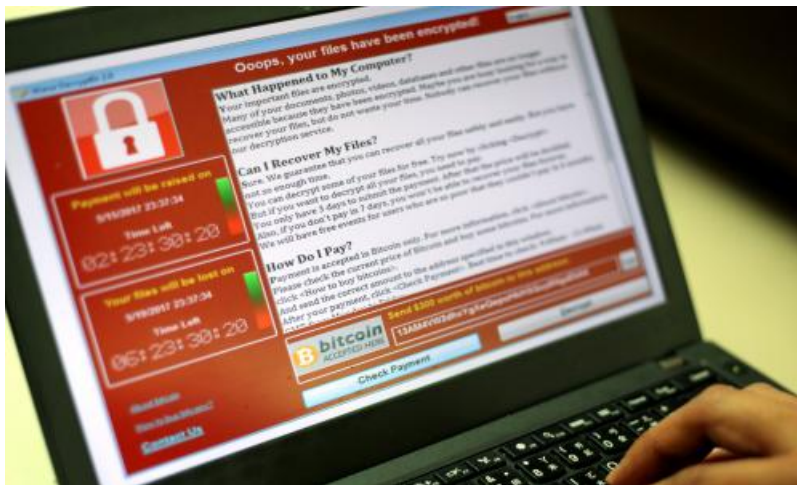 Wana Decrypt0r 2.0
Ooops, your files have been encrypted!
What Happened to My Computer?
Your important files are encrypted.
Many of your documents, photos, videos, databases and other files are no longer
accessible because they have been encrypted. Maybe you are busy looking for a way to
recover your files, but do not waste your time. Nobody can recover your files without
our decryption service.
Can I Recover My Files?
Sure. We guarantee that you can recover all your files safely and easily. But you have
not so enough time.
You can decrypt some of your files for free. Try now by clicking <Decrypt>.
But if you want to decrypt all your files, you need to pay.
You only have 3 days to submit the payment. After that the price will be doubled.
Also, if you don't pay in 7 days, you won't be able to recover your files forever.
We will have free events for users who are so poor that they couldn't pay in 6 months.
How Do I Pay?
Payment is accepted in Bitcoin only. For more information, click <About bitcoin>.
Please check the current price of Bitcoin and buy some bitcoins. For more information,
click <How to buy bitcoins>.
And send the correct amount to the address specified in this window.
After your payment, click <Check Payment>. Best time to check:
Payment will be raised on
5/15/2017 23:37:34
Time Left
02:23:30:20
Your files will be lost on
5/19/2017 23:37:34
Time Left
06:23:30:20
About bitcoin
How to buy bitcoins?
Contact Us
bitcoin
ACCEPTED HERE
Send $300 worth of bitcoin to this address:
Check Payment
Decrypt